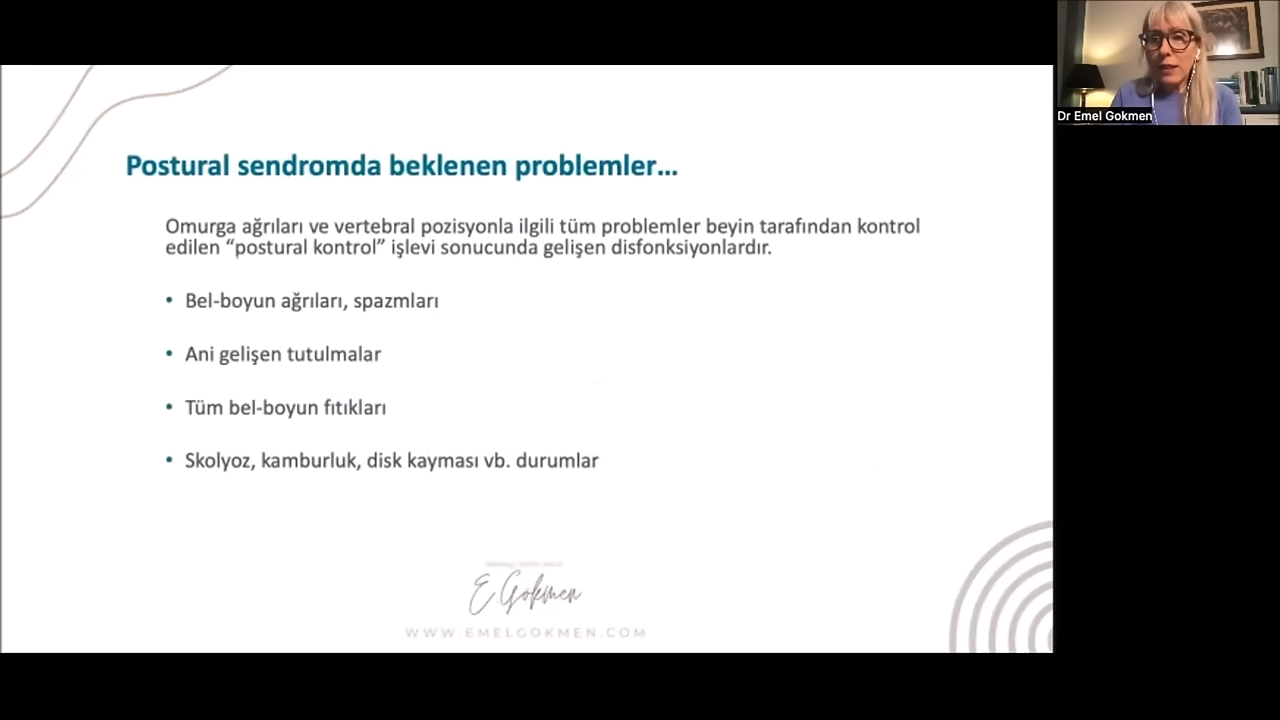 Dr Emel Gokmen
Postural sendromda beklenen problemler...
Omurga ağrıları ve vertebral pozisyonla ilgili tüm problemler beyin tarafından kontrol
edilen “postural kontrol” işlevi sonucunda gelişen disfonksiyonlardır.
• Bel-boyun ağrıları, spazmları
• Ani gelişen tutulmalar
• Tüm bel-boyun fıtıkları
• Skolyoz, kamburluk, disk kayması vb. durumlar
E Gokmen
WWW.EMELGOKMEN.COM